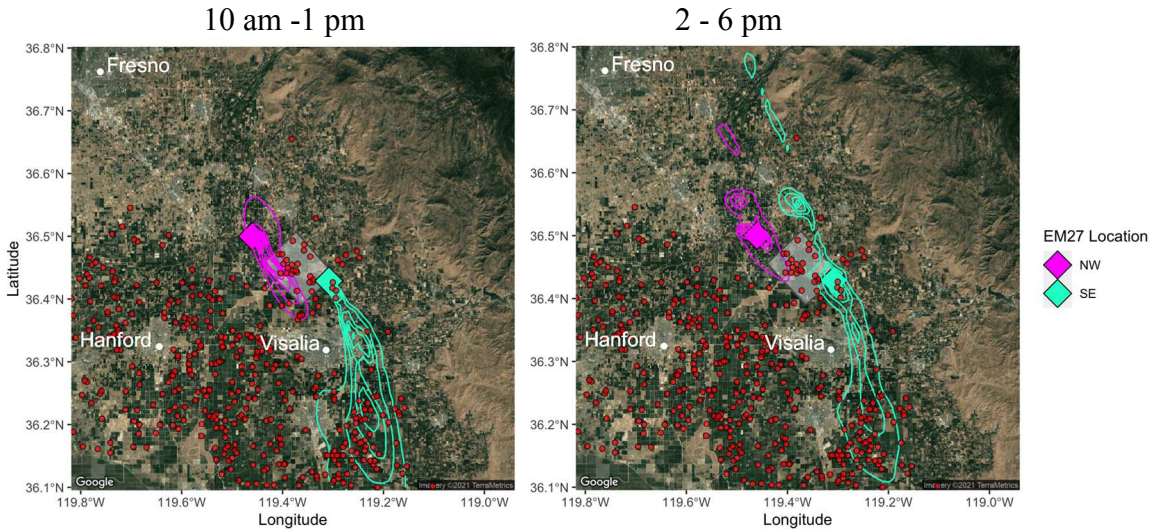 10 am -1 pm
2 - 6 pm
36.8°N
36.7°N
36.6°N
36.5°N
36.4°N
36.3°N
36.2°N
36.1°N
Latitude
Fresno
Hanford
Visalia
Google
Imagery ©2021 TerraMetrics
119.8°W
119.6°W
119.4°W
119.2°W
119.0°W
Longitude
36.8°N
36.7°N
36.6°N
36.5°N
36.4°N
36.3°N
36.2°N
36.1°N
Fresno
Hanford
Visalia
Google
Imagery ©2021 TerraMetrics
119.8°W
119.6°W
119.4°W
119.2°W
119.0°W
Longitude
EM27 Location
NW
SE